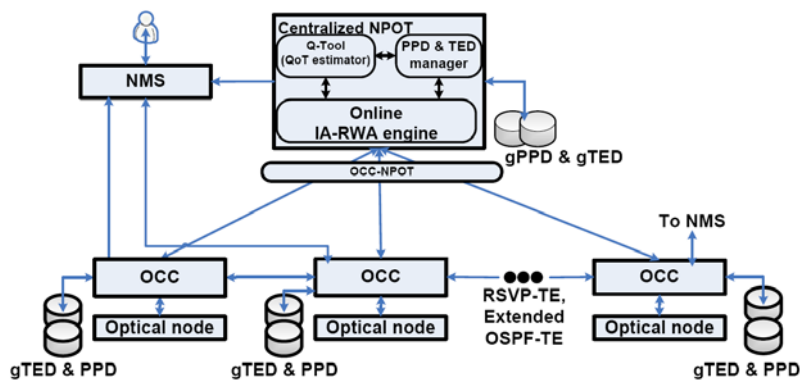 Centralized NPOT
Q-Tool
(QoT estimator)
PPD & TED
manager
NMS
Online
IA-RWA engine
gPPD & gTED
OCC-NPOT
To NMS
OCC
OCC
OCC
RSVP-TE,
Extended
OSPF-TE
Optical node
Optical node
Optical node
gTED & PPD
gTED & PPD
gTED & PPD